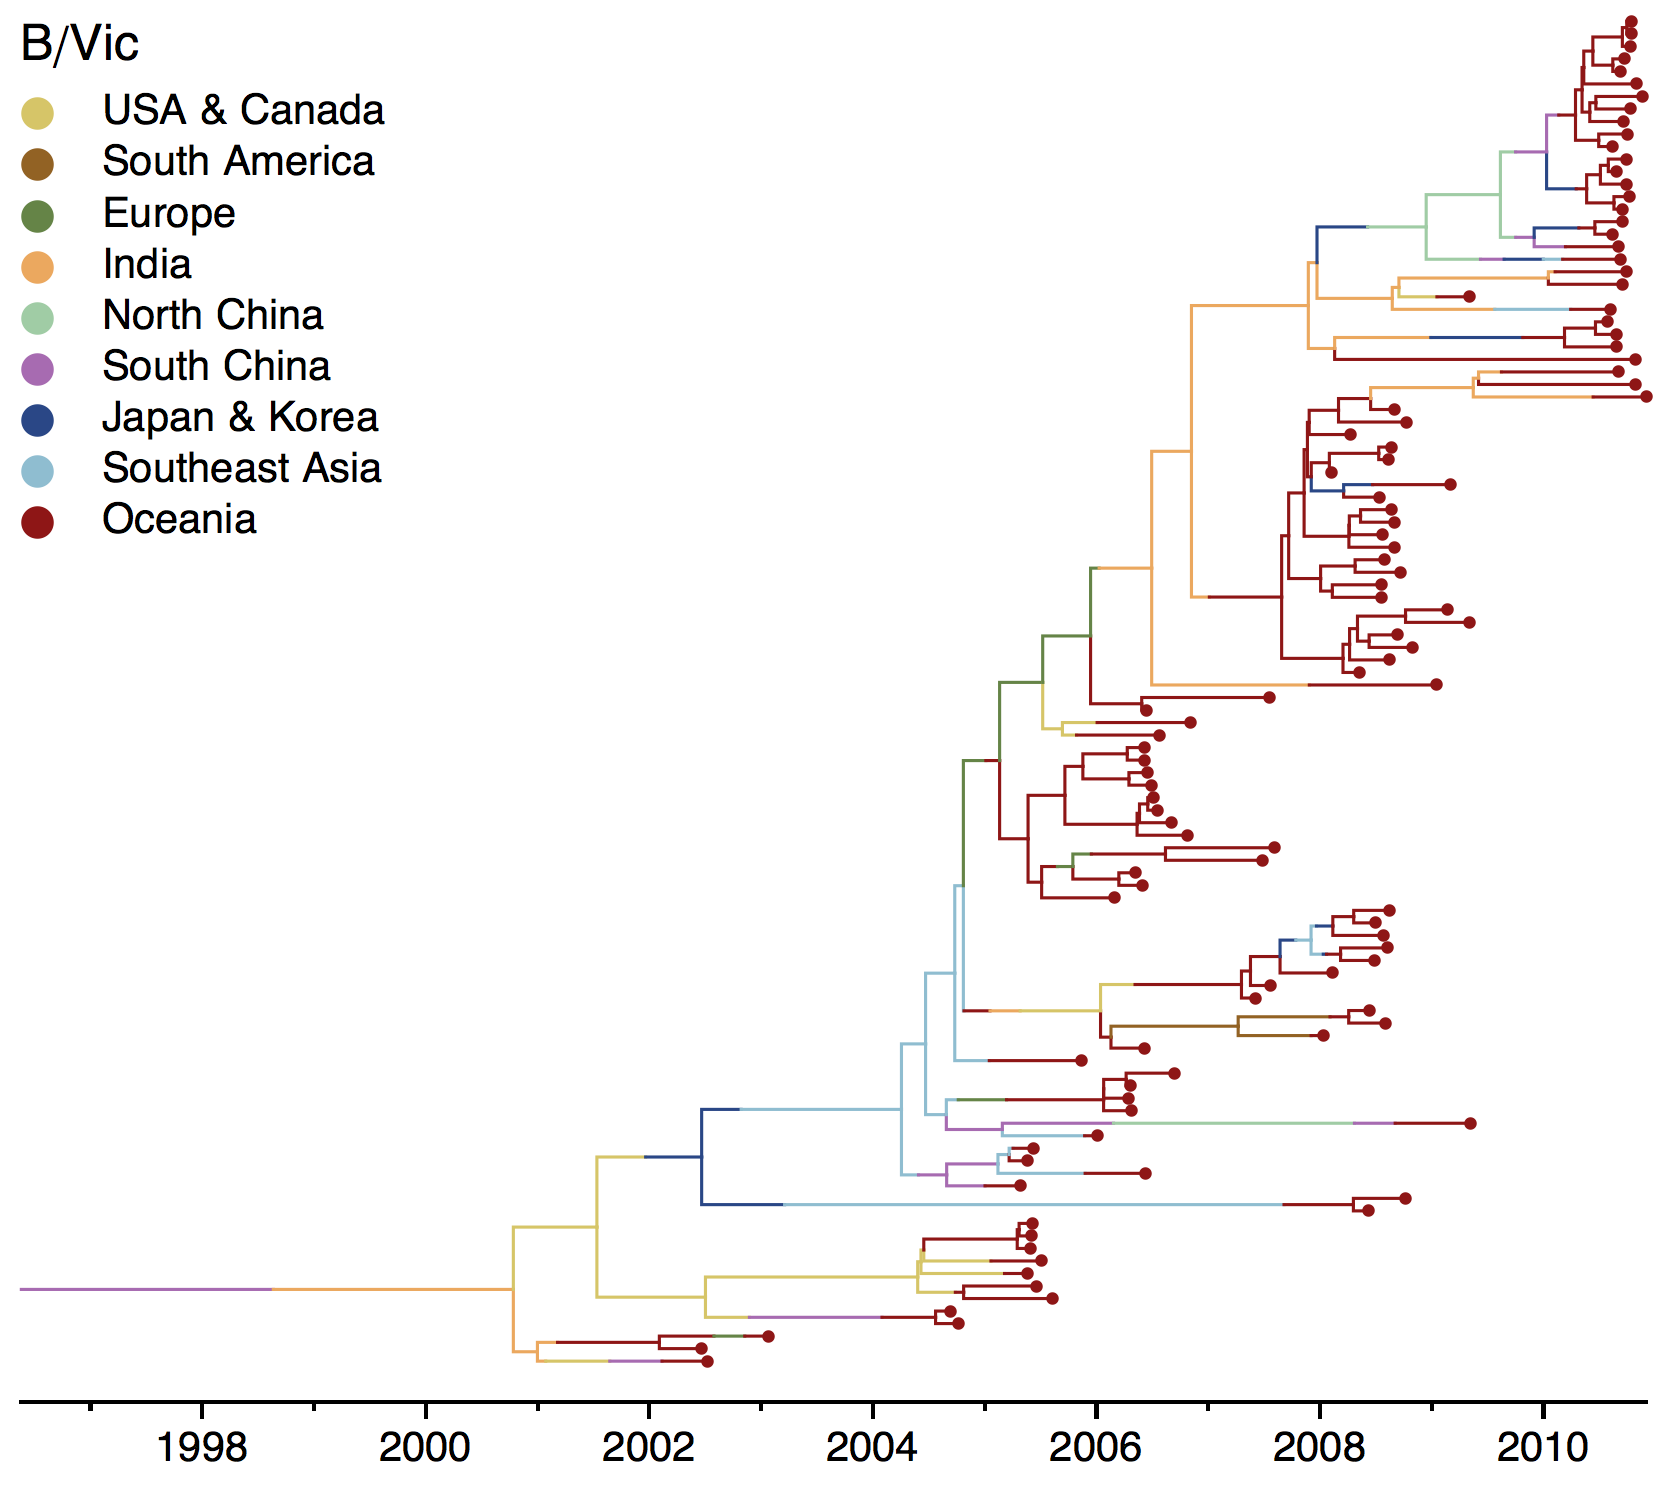 B/Vic
USA & Canada
South America
Europe
India
North China
South China
Japan & Korea
Southeast Asia
Oceania
1998 2000 2002 2004 2006 2008 2010